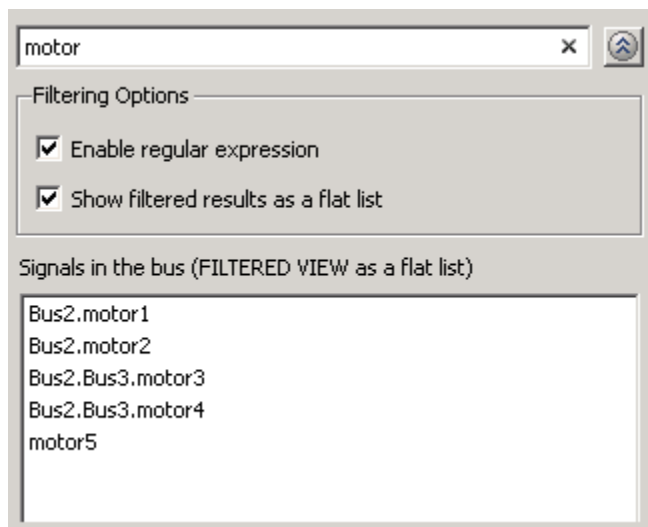 motor
Filtering Options
Enable regular expression
Show filtered results as a flat list
Signals in the bus (FILTERED VIEW as a flat list)
Bus2.motor1
Bus2.motor2
Bus2.Bus3.motor3
Bus2.Bus3.motor4
motor5